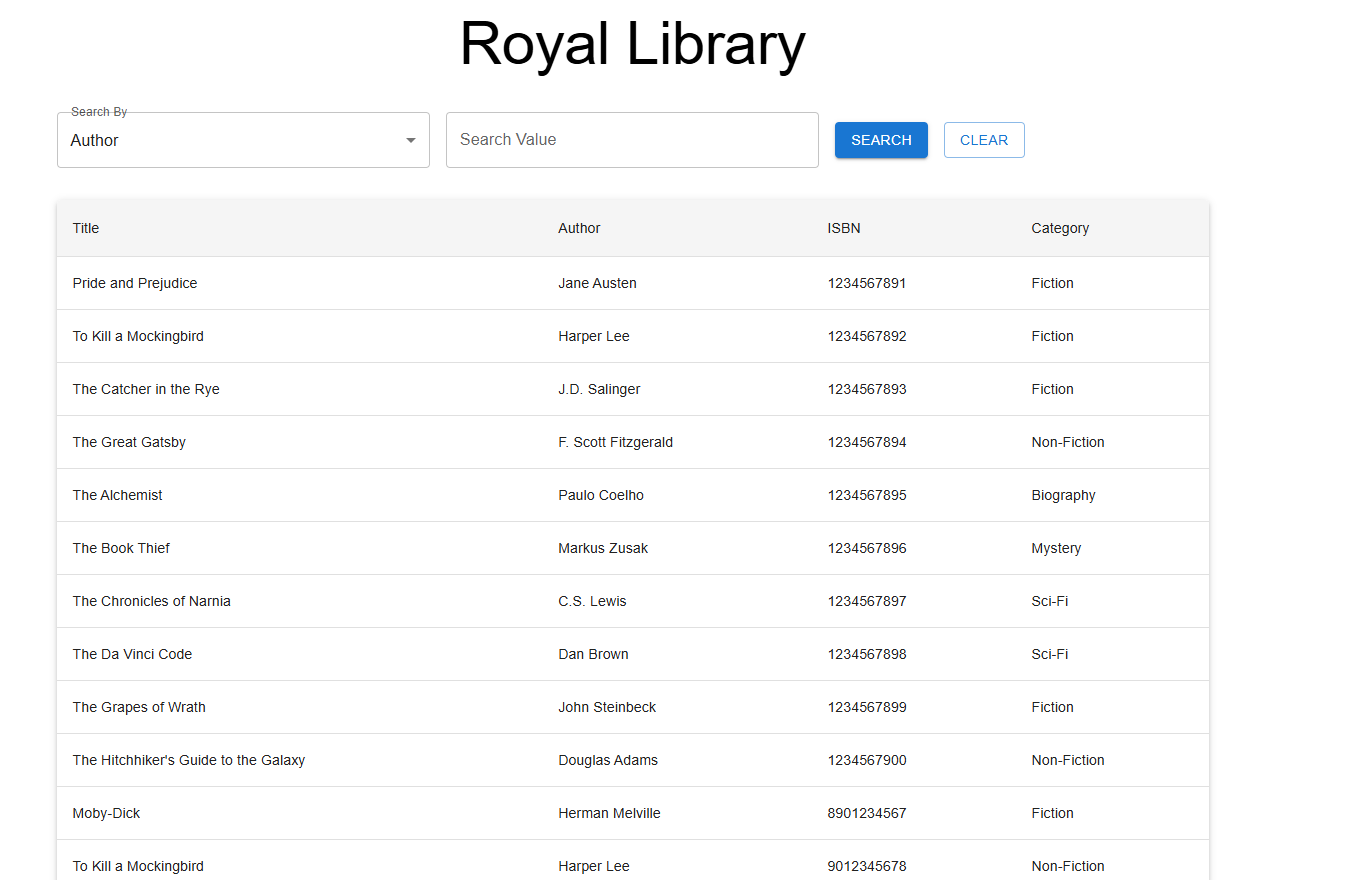 Royal Library
Search By
Author
Search Value
SEARCH
CLEAR
Title Author ISBN Category
Pride and Prejudice Jane Austen 1234567891 Fiction
To Kill a Mockingbird Harper Lee 1234567892 Fiction
The Catcher in the Rye J.D. Salinger 1234567893 Fiction
The Great Gatsby F. Scott Fitzgerald 1234567894 Non-Fiction
The Alchemist Paulo Coelho 1234567895 Biography
The Book Thief Markus Zusak 1234567896 Mystery
The Chronicles of Narnia C.S. Lewis 1234567897 Sci-Fi
The Da Vinci Code Dan Brown 1234567898 Sci-Fi
The Grapes of Wrath John Steinbeck 1234567899 Fiction
The Hitchhiker's Guide to the Galaxy Douglas Adams 1234567900 Non-Fiction
Moby-Dick Herman Melville 8901234567 Fiction
To Kill a Mockingbird Harper Lee 9012345678 Non-Fiction